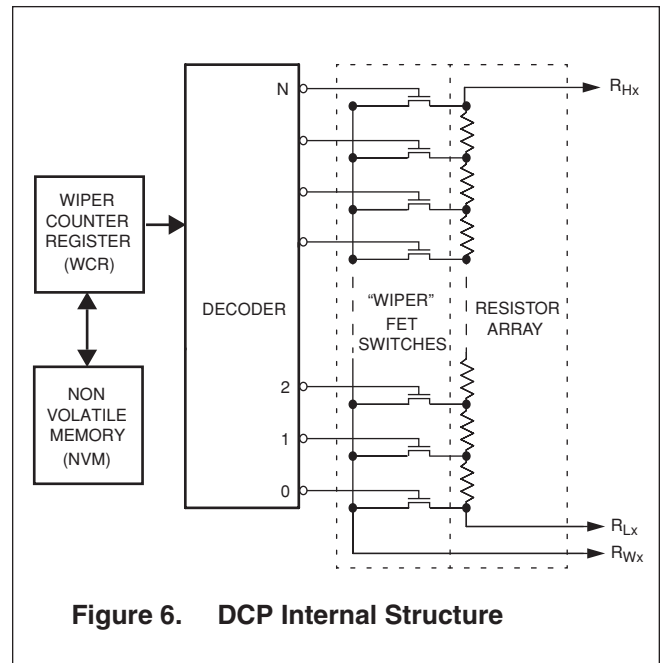 N
R_Hx
WIPER
COUNTER
REGISTER
(WCR)
DECODER
“WIPER”
FET
SWITCHES
RESISTOR
ARRAY
NON
VOLATILE
MEMORY
(NVM)
2
1
0
R_Lx
R_Wx
Figure 6. DCP Internal Structure